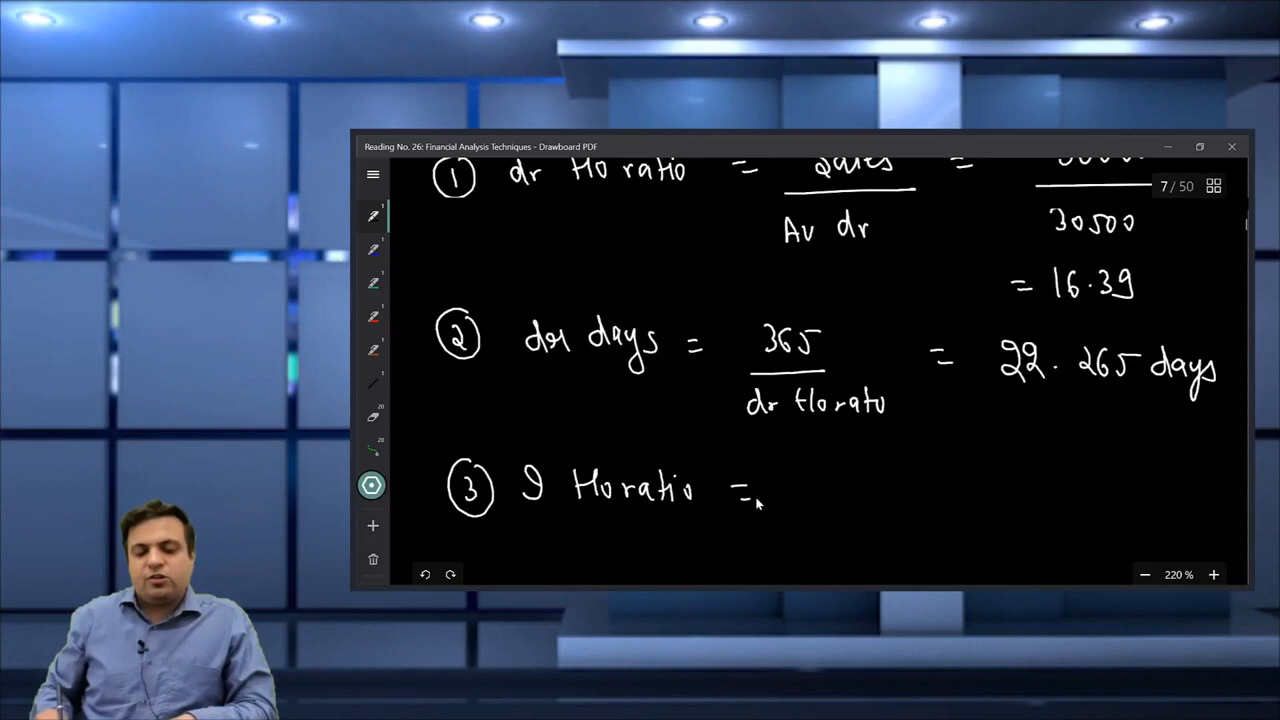 Reading No. 26: Financial Analysis Techniques - Drawboard PDF
7 / 50
1 dr t/o ratio = Sales =
Av dr 30500
= 16.39
2 dr days = 365 = 22.265 days
dr t/o ratio
3 I t/o ratio =
220 %